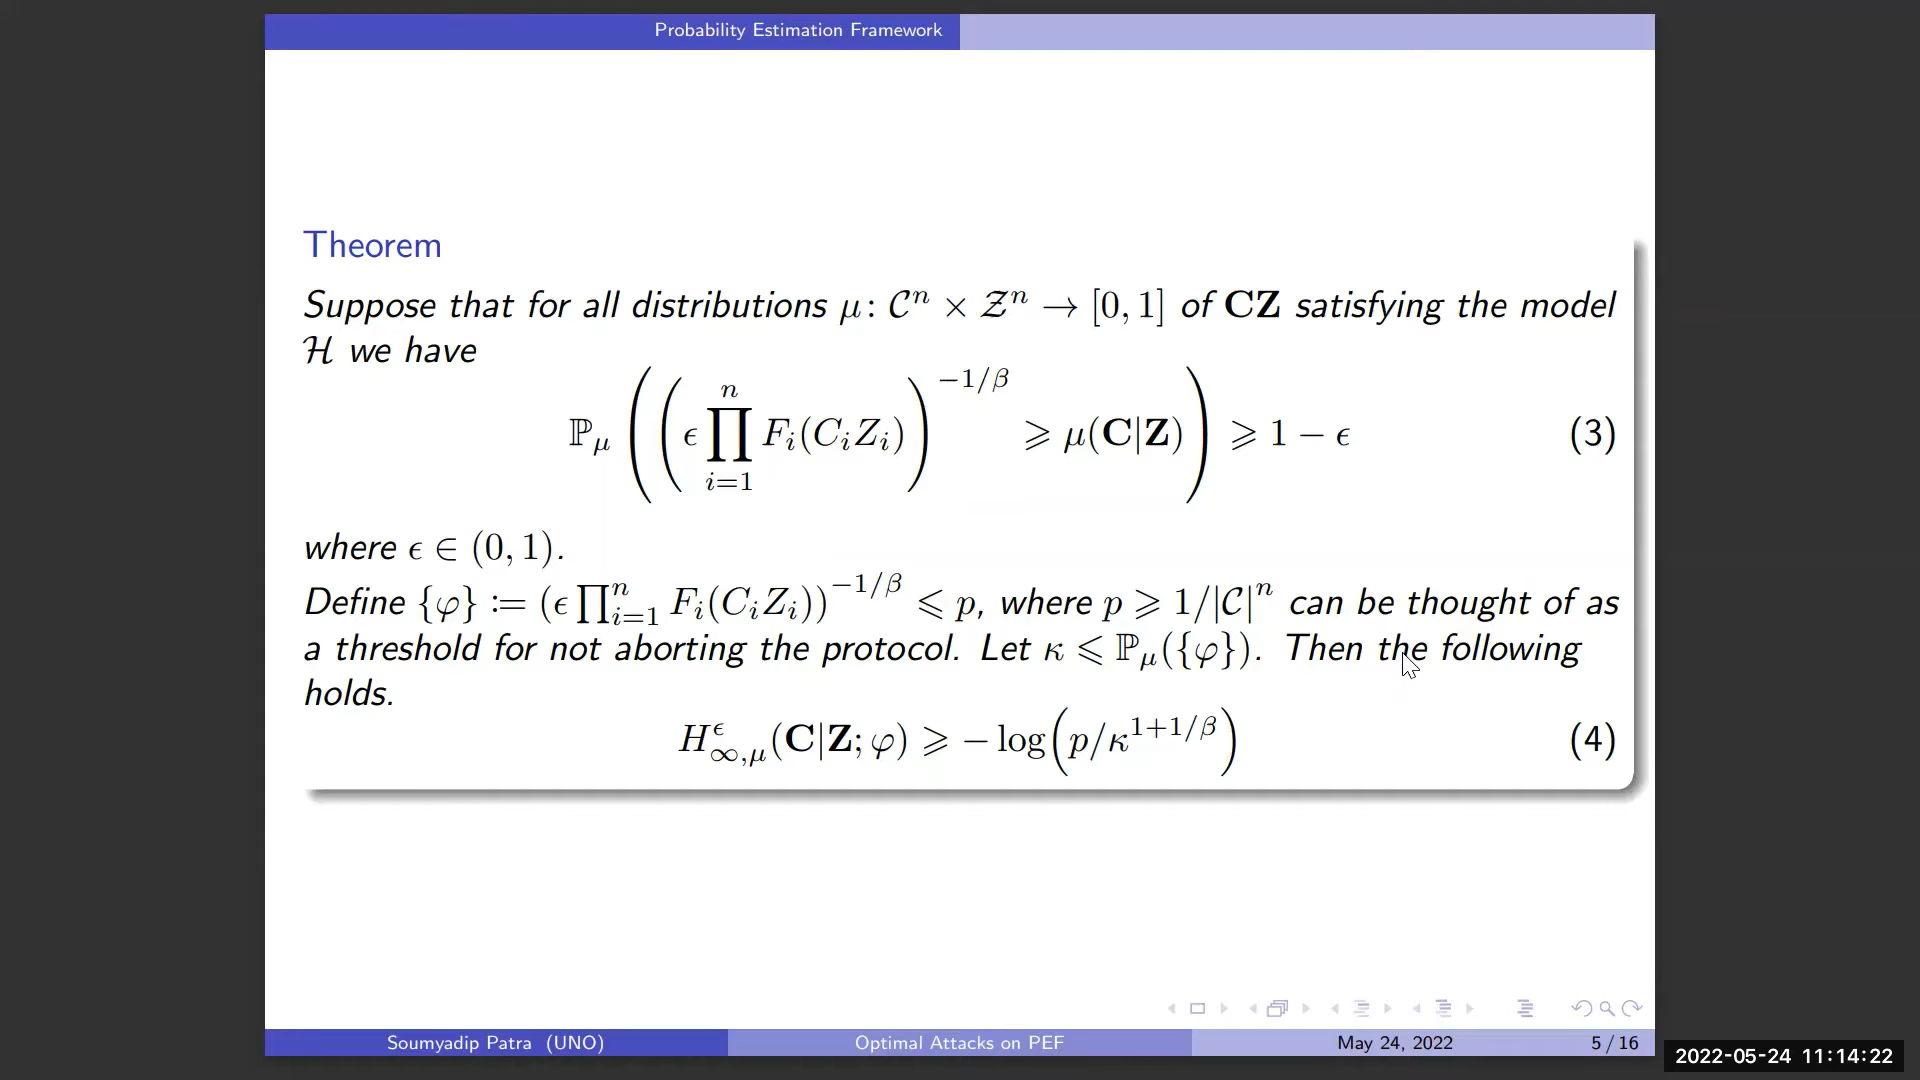 Probability Estimation Framework
Theorem
Suppose that for all distributions μ: 𝒞ⁿ × 𝒵ⁿ → [0, 1] of 𝐂𝐙 satisfying the model
ℋ we have
ℙ_μ ( ( ϵ ∏_{i=1}^{n} F_i(C_iZ_i) )^{−1/β} ⩾ μ(𝐂|𝐙) ) ⩾ 1 − ϵ (3)
where ϵ ∈ (0, 1).
Define {φ} := (ϵ ∏_{i=1}^{n} F_i(C_iZ_i))^{−1/β} ⩽ p, where p ⩾ 1/|𝒞|ⁿ can be thought of as
a threshold for not aborting the protocol. Let κ ⩽ ℙ_μ({φ}). Then the following
holds.
H^ϵ_{∞,μ}(𝐂|𝐙; φ) ⩾ − log(p/κ^{1+1/β}) (4)
Soumyadip Patra (UNO) Optimal Attacks on PEF May 24, 2022 5 / 16
2022-05-24 11:14:22